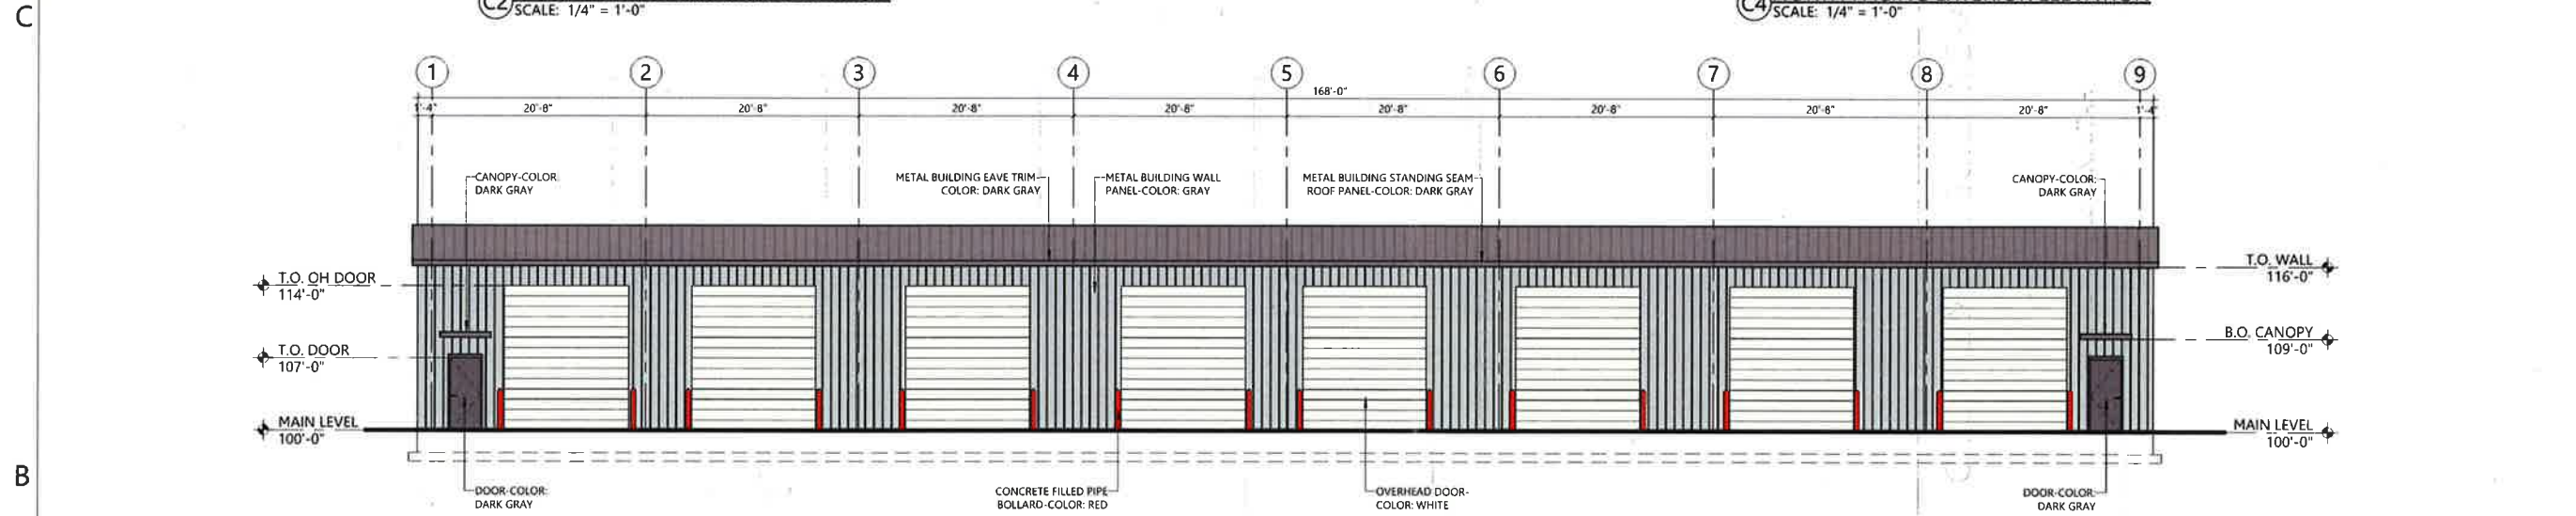 C
C2
SCALE: 1/4" = 1'-0"
C4
SCALE: 1/4" = 1'-0"
1 2 3 4 5 6 7 8 9
168'-0"
1'-4" 20'-8" 20'-8" 20'-8" 20'-8" 20'-8" 20'-8" 20'-8" 20'-8" 1'-4"
CANOPY-COLOR:
DARK GRAY
METAL BUILDING EAVE TRIM-
COLOR: DARK GRAY
METAL BUILDING WALL
PANEL-COLOR: GRAY
METAL BUILDING STANDING SEAM
ROOF PANEL-COLOR: DARK GRAY
CANOPY-COLOR:
DARK GRAY
T.O. OH DOOR
114'-0"
T.O. DOOR
107'-0"
MAIN LEVEL
100'-0"
T.O. WALL
116'-0"
B.O. CANOPY
109'-0"
MAIN LEVEL
100'-0"
B
DOOR-COLOR:
DARK GRAY
CONCRETE FILLED PIPE
BOLLARD-COLOR: RED
OVERHEAD DOOR-
COLOR: WHITE
DOOR-COLOR:
DARK GRAY